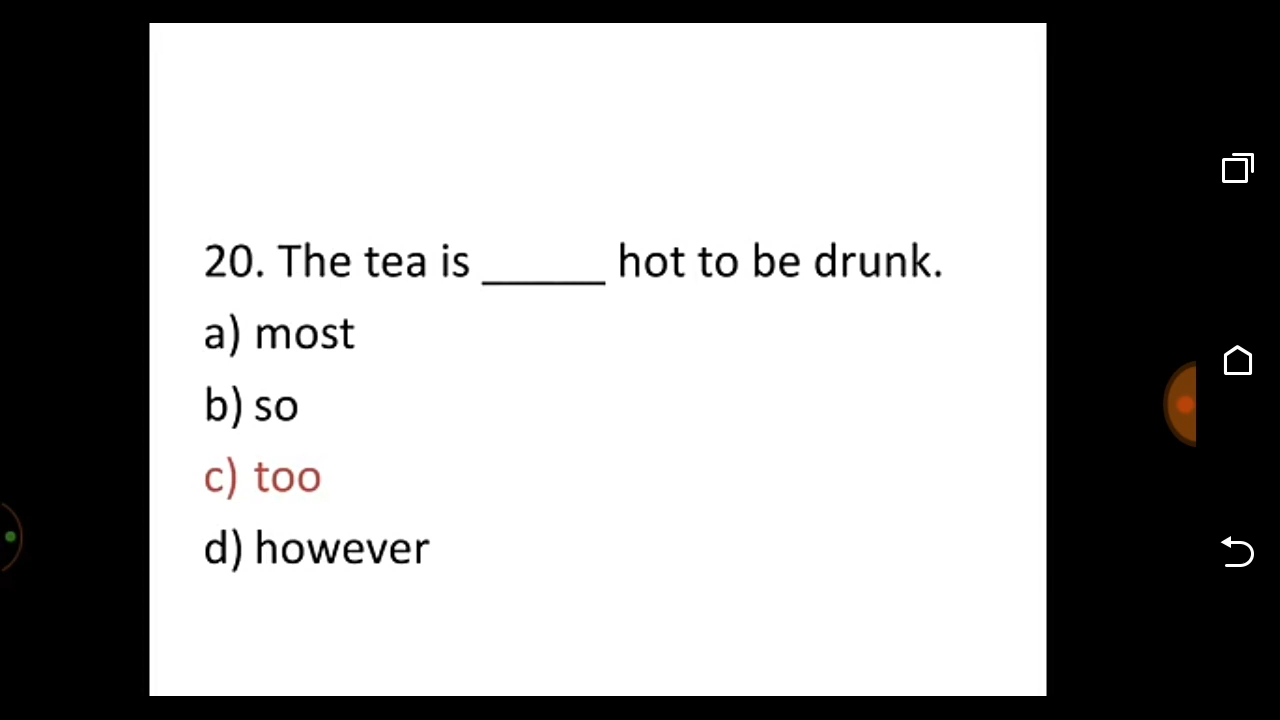 20. The tea is ______ hot to be drunk.
a) most
b) so
c) too
d) however